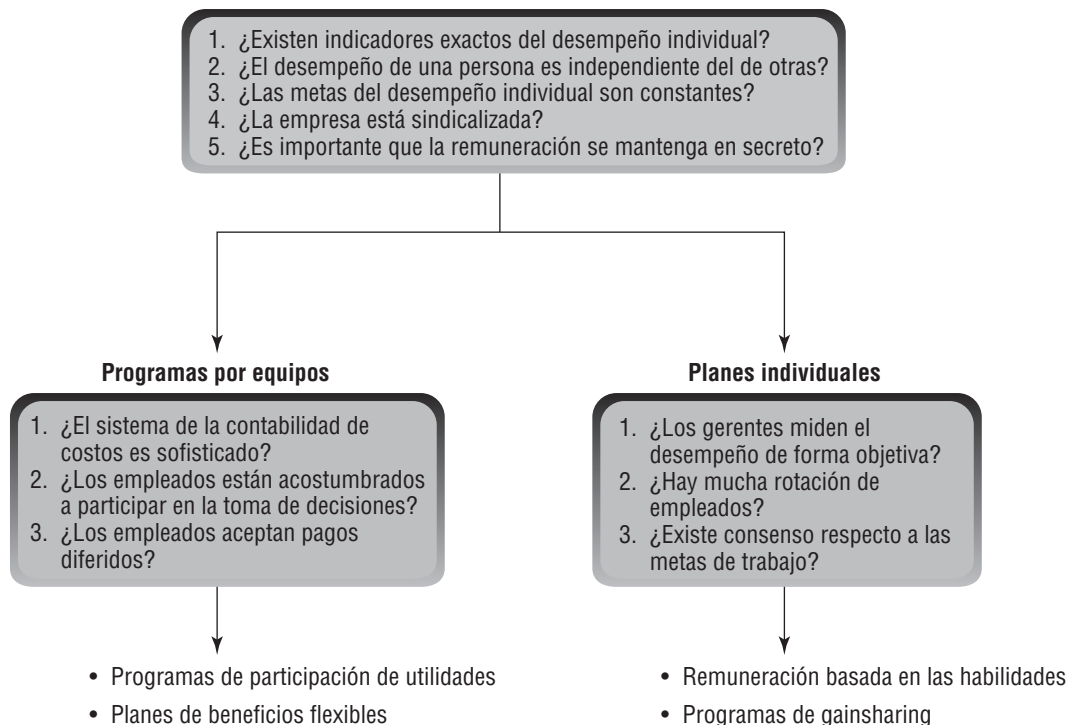 1. ¿Existen indicadores exactos del desempeño individual?
2. ¿El desempeño de una persona es independiente del de otras?
3. ¿Las metas del desempeño individual son constantes?
4. ¿La empresa está sindicalizada?
5. ¿Es importante que la remuneración se mantenga en secreto?
Programas por equipos
1. ¿El sistema de la contabilidad de
costos es sofisticado?
2. ¿Los empleados están acostumbrados
a participar en la toma de decisiones?
3. ¿Los empleados aceptan pagos
diferidos?
• Programas de participación de utilidades
• Planes de beneficios flexibles
Planes individuales
1. ¿Los gerentes miden el
desempeño de forma objetiva?
2. ¿Hay mucha rotación de
empleados?
3. ¿Existe consenso respecto a las
metas de trabajo?
• Remuneración basada en las habilidades
• Programas de gainsharing